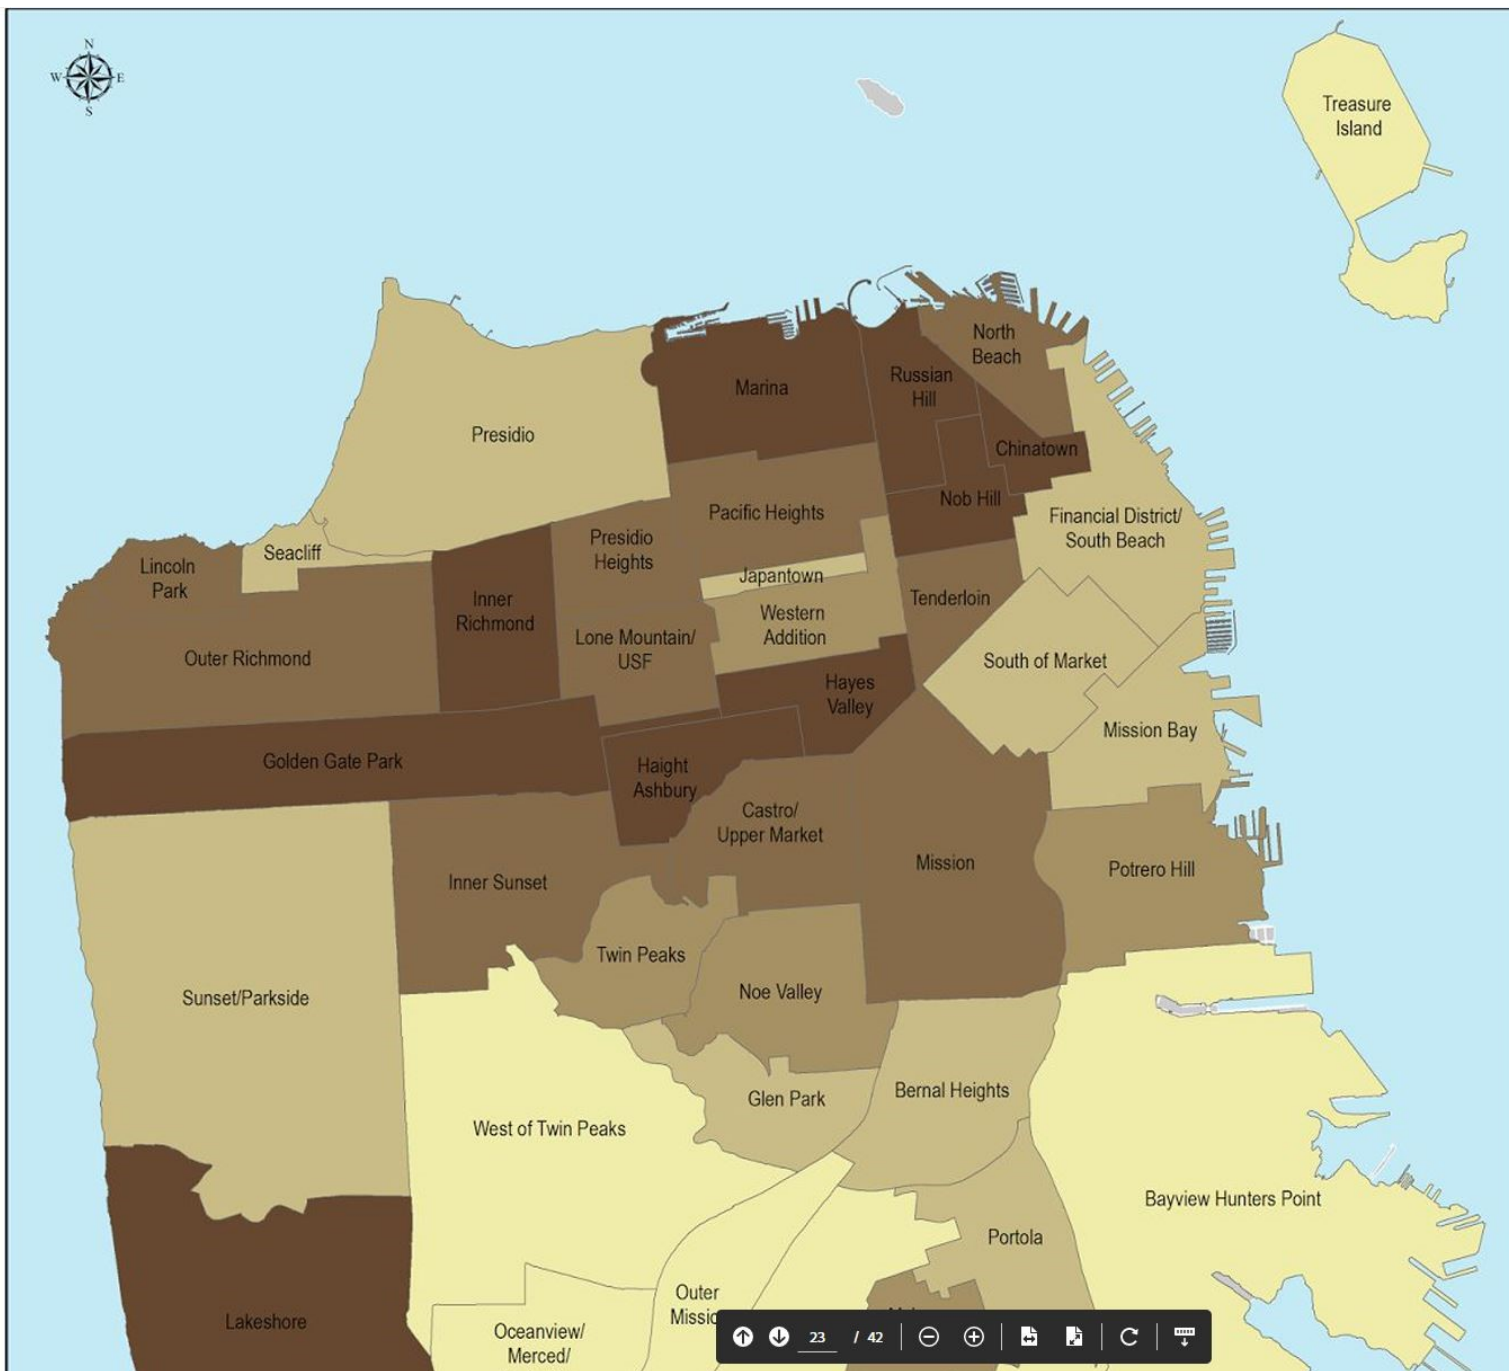 N
W E
S
Treasure
Island
North
Beach
Marina
Russian
Hill
Presidio
Chinatown
Nob Hill
Pacific Heights
Financial District/
South Beach
Seacliff
Presidio
Heights
Lincoln
Park
Japantown
Inner
Richmond
Tenderloin
Western
Addition
Lone Mountain/
USF
Outer Richmond
South of Market
Hayes
Valley
Mission Bay
Golden Gate Park
Haight
Ashbury
Castro/
Upper Market
Mission
Potrero Hill
Inner Sunset
Twin Peaks
Noe Valley
Sunset/Parkside
Bernal Heights
Glen Park
West of Twin Peaks
Bayview Hunters Point
Portola
Outer
Missio
Lakeshore
Oceanview/
Merced/
23 / 42